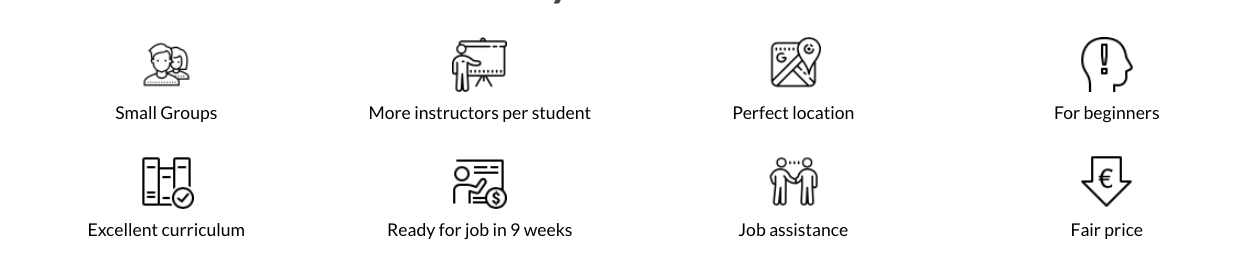 Small Groups
More instructors per student
Perfect location
For beginners
Excellent curriculum
Ready for job in 9 weeks
Job assistance
Fair price